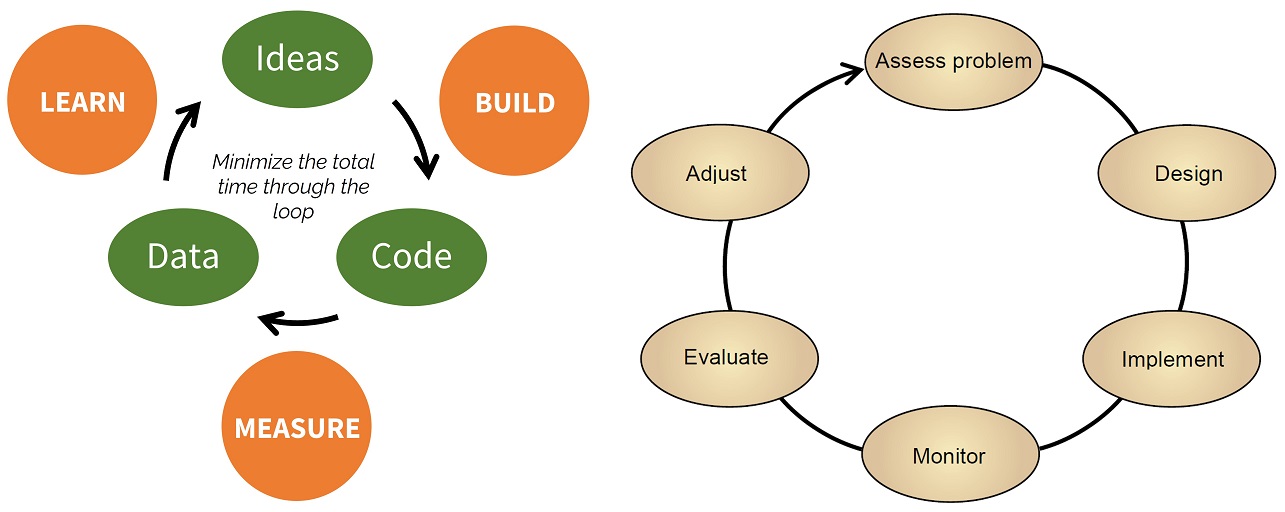 Ideas
LEARN
BUILD
Minimize the total
time through the
loop
Data
Code
MEASURE
Assess problem
Adjust
Design
Evaluate
Implement
Monitor